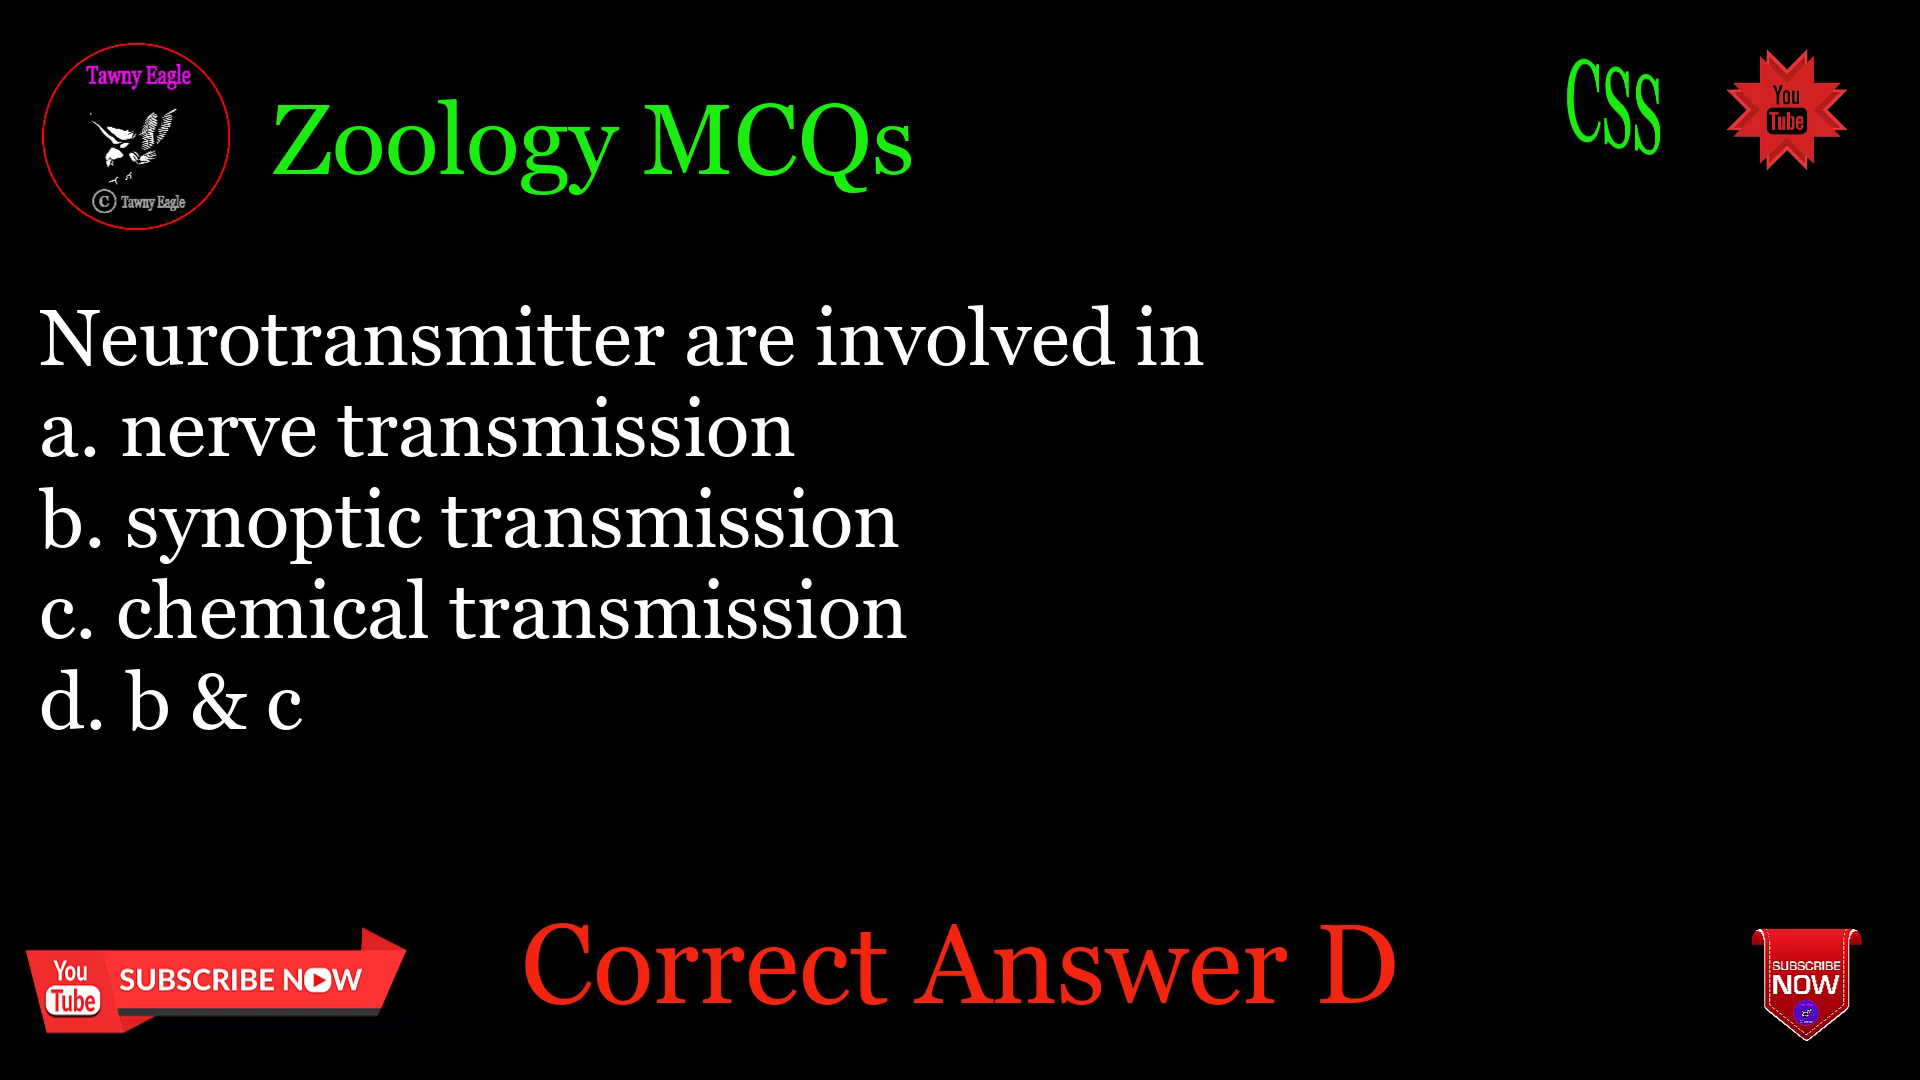 Tawny Eagle
© Tawny Eagle
Zoology MCQs
CSS
You
Tube
Neurotransmitter are involved in
a. nerve transmission
b. synoptic transmission
c. chemical transmission
d. b & c
You
Tube
SUBSCRIBE NOW
Correct Answer D
SUBSCRIBE
NOW